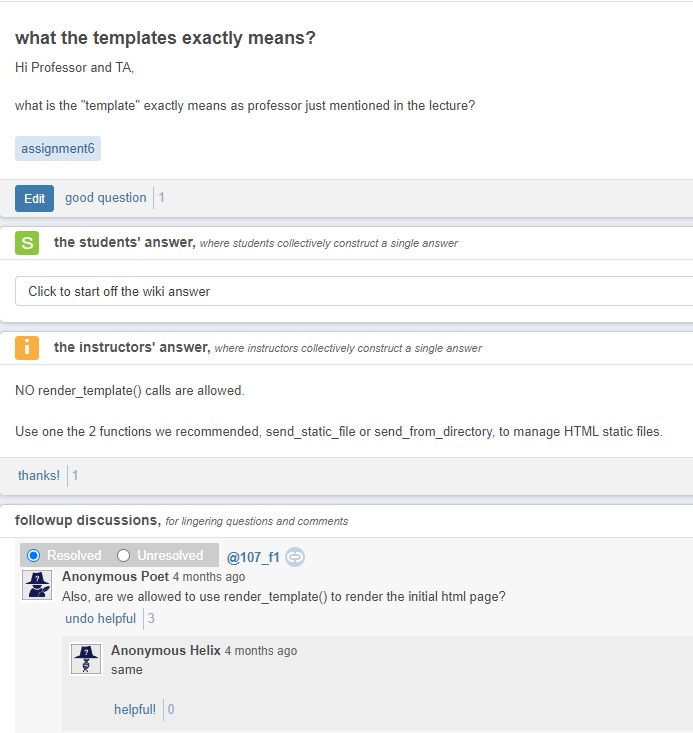 what the templates exactly means?
Hi Professor and TA,
what is the "template" exactly means as professor just mentioned in the lecture?
assignment6
Edit good question 1
S the students' answer, where students collectively construct a single answer
Click to start off the wiki answer
i the instructors' answer, where instructors collectively construct a single answer
NO render_template() calls are allowed.
Use one the 2 functions we recommended, send_static_file or send_from_directory, to manage HTML static files.
thanks! 1
followup discussions, for lingering questions and comments
Resolved Unresolved @107_f1
Anonymous Poet 4 months ago
Also, are we allowed to use render_template() to render the initial html page?
undo helpful 3
Anonymous Helix 4 months ago
same
helpful! 0